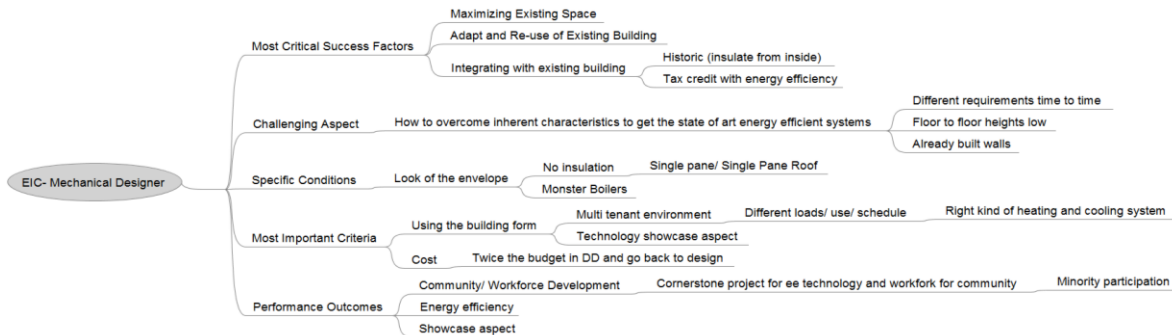 EIC- Mechanical Designer
Most Critical Success Factors
Maximizing Existing Space
Adapt and Re-use of Existing Building
Integrating with existing building
Historic (insulate from inside)
Tax credit with energy efficiency
Challenging Aspect
How to overcome inherent characteristics to get the state of art energy efficient systems
Different requirements time to time
Floor to floor heights low
Already built walls
Specific Conditions
Look of the envelope
No insulation
Single pane/ Single Pane Roof
Monster Boilers
Most Important Criteria
Using the building form
Multi tenant environment
Different loads/ use/ schedule
Right kind of heating and cooling system
Technology showcase aspect
Cost
Twice the budget in DD and go back to design
Performance Outcomes
Community/ Workforce Development
Cornerstone project for ee technology and workfork for community
Minority participation
Energy efficiency
Showcase aspect